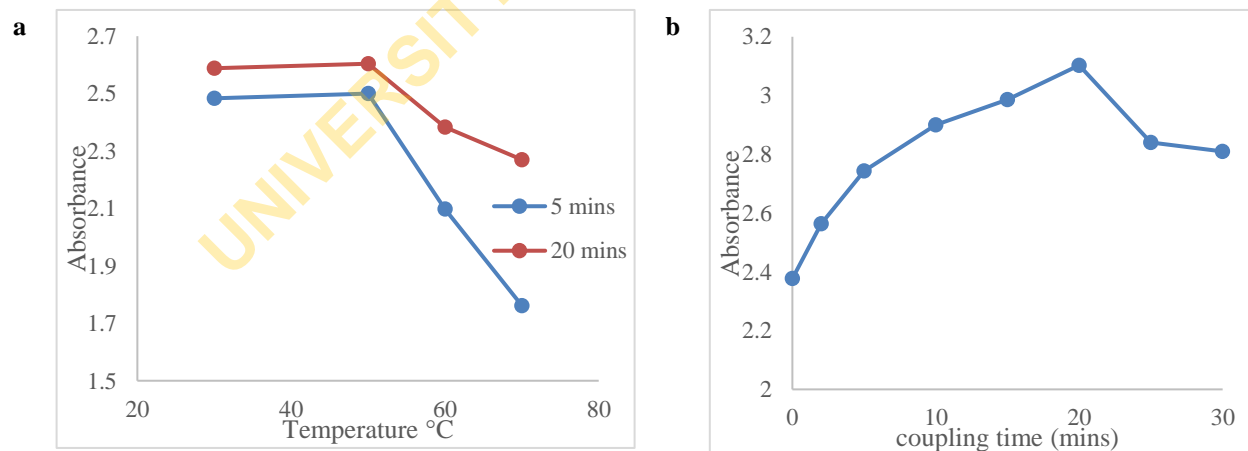 a
2.7
2.5
2.3
2.1
1.9
1.7
1.5
Absorbance
20 40 60 80
Temperature °C
5 mins
20 mins
UNIVERSIT
b
3.2
3
2.8
2.6
2.4
2.2
2
Absorbance
0 10 20 30
coupling time (mins)